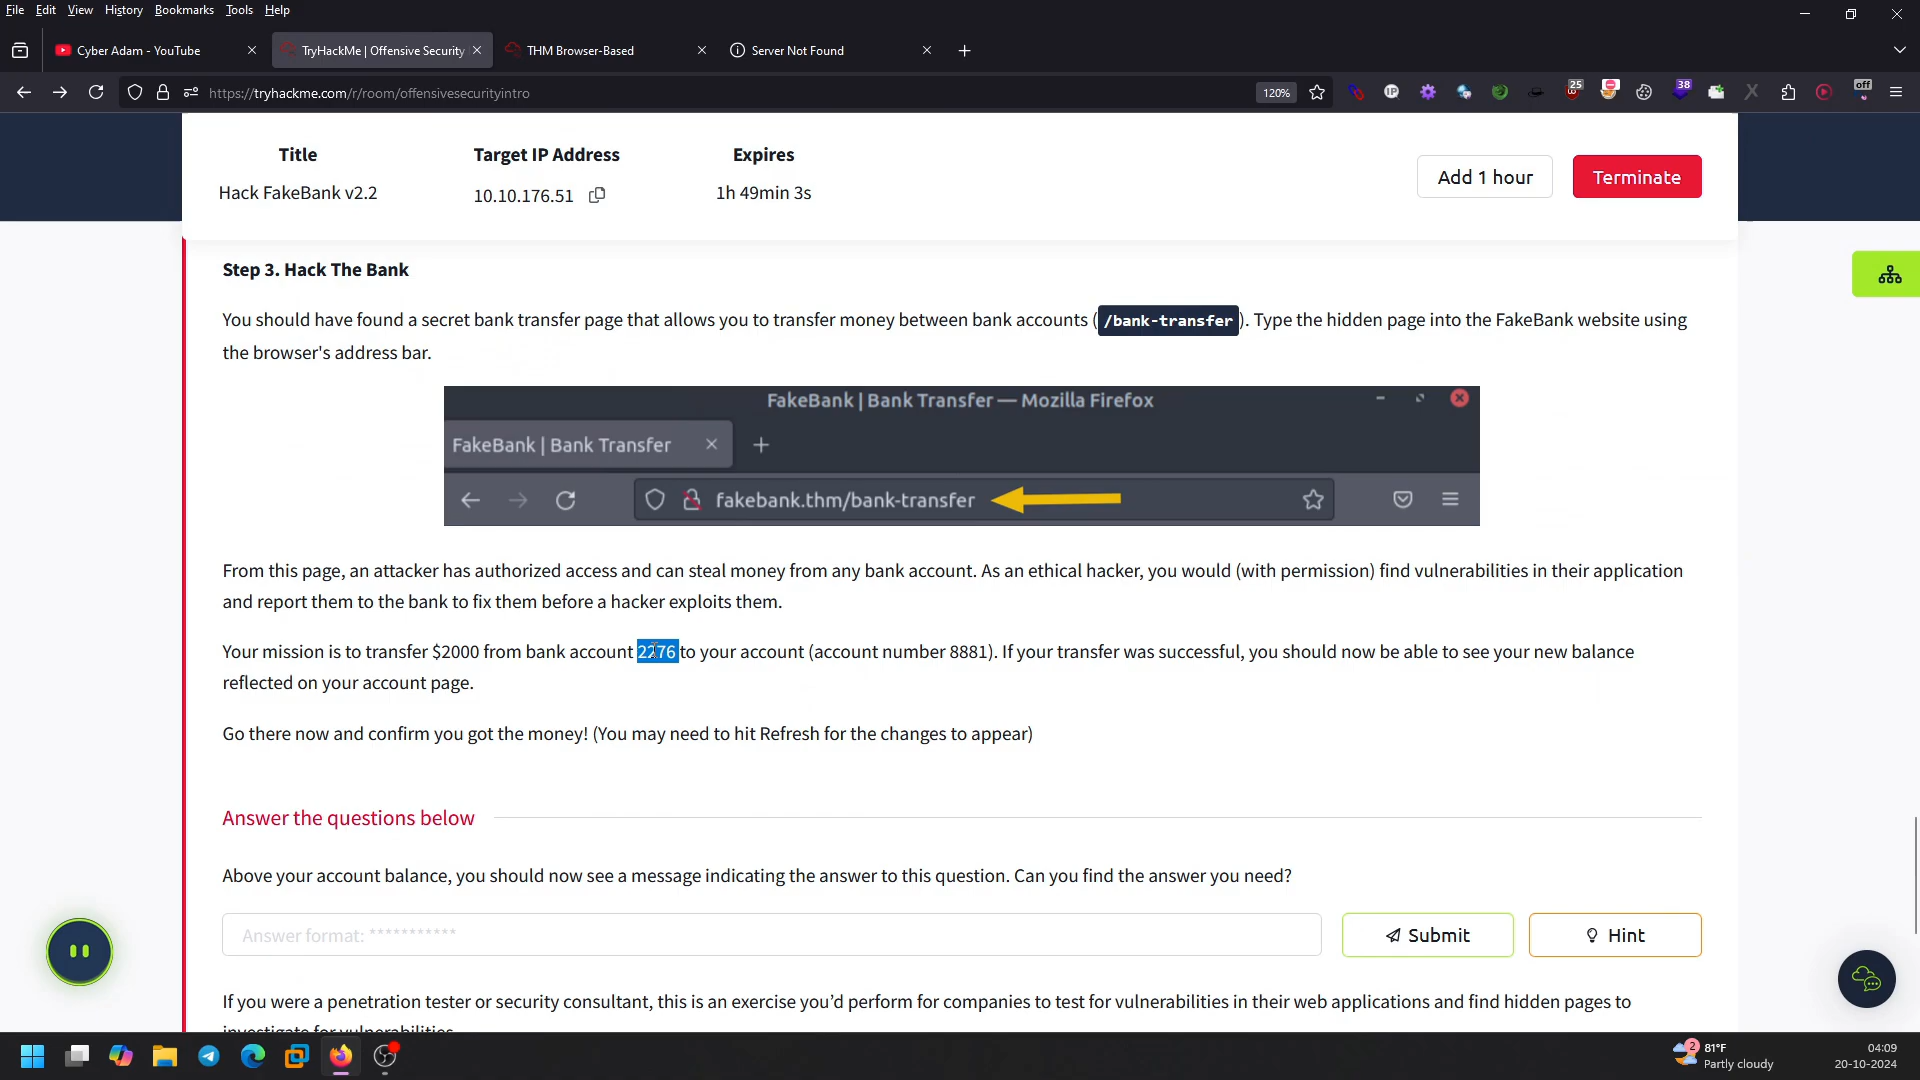 File Edit View History Bookmarks Tools Help
Cyber Adam - YouTube
TryHackMe | Offensive Security
THM Browser-Based
Server Not Found
https://tryhackme.com/r/room/offensivesecurityintro
120%
25
38
off
Title
Target IP Address
Expires
Hack FakeBank v2.2
10.10.176.51
1h 49min 3s
Add 1 hour
Terminate
Step 3. Hack The Bank
You should have found a secret bank transfer page that allows you to transfer money between bank accounts ( /bank-transfer ). Type the hidden page into the FakeBank website using
the browser's address bar.
FakeBank | Bank Transfer — Mozilla Firefox
FakeBank | Bank Transfer
fakebank.thm/bank-transfer
From this page, an attacker has authorized access and can steal money from any bank account. As an ethical hacker, you would (with permission) find vulnerabilities in their application
and report them to the bank to fix them before a hacker exploits them.
Your mission is to transfer $2000 from bank account 2276 to your account (account number 8881). If your transfer was successful, you should now be able to see your new balance
reflected on your account page.
Go there now and confirm you got the money! (You may need to hit Refresh for the changes to appear)
Answer the questions below
Above your account balance, you should now see a message indicating the answer to this question. Can you find the answer you need?
Answer format: ***********
Submit
Hint
If you were a penetration tester or security consultant, this is an exercise you’d perform for companies to test for vulnerabilities in their web applications and find hidden pages to
investigate for vulnerabilities.
2
81°F
Partly cloudy
04:09
20-10-2024